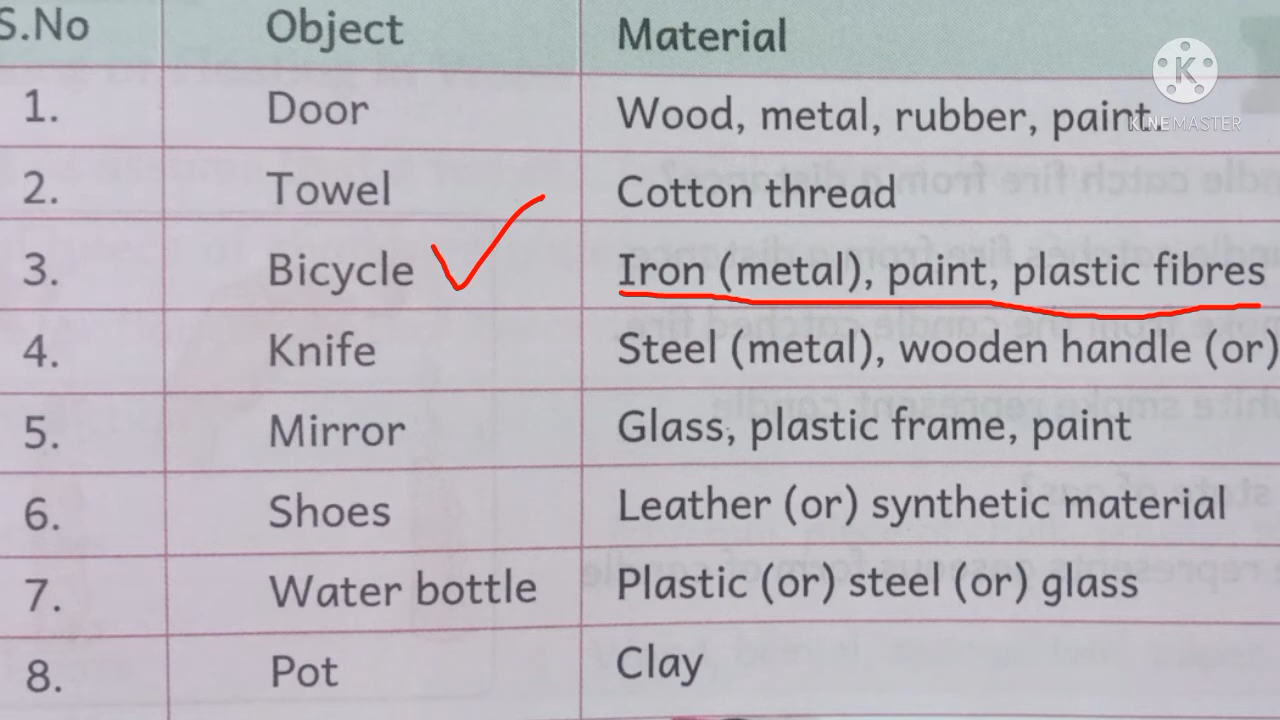 S.No Object Material
1. Door Wood, metal, rubber, paint.
2. Towel Cotton thread
3. Bicycle Iron (metal), paint, plastic fibres
4. Knife Steel (metal), wooden handle (or)
5. Mirror Glass, plastic frame, paint
6. Shoes Leather (or) synthetic material
7. Water bottle Plastic (or) steel (or) glass
8. Pot Clay
K
KINEMASTER